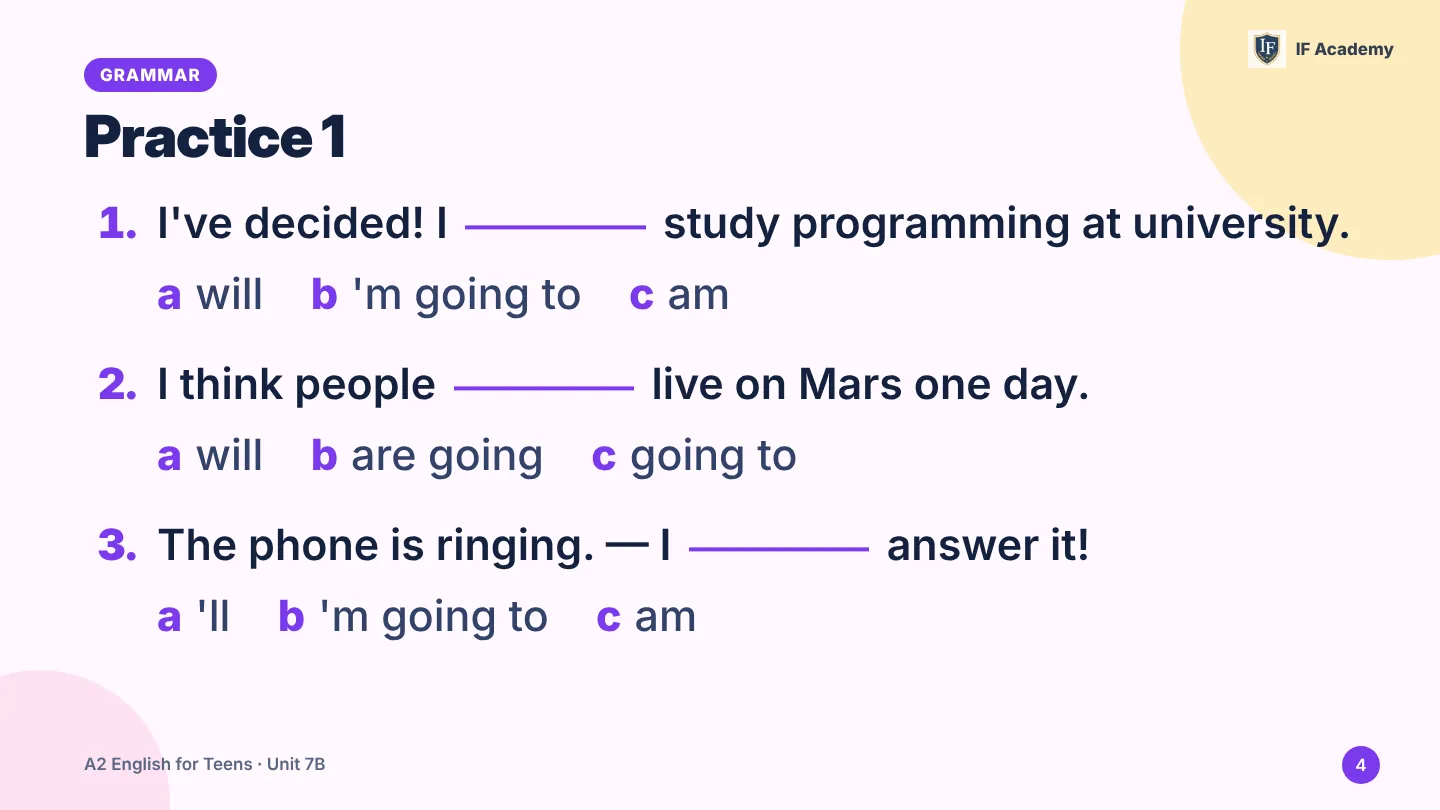 IF IF Academy
GRAMMAR
Practice 1
1. I've decided! I ________ study programming at university.
a will b 'm going to c am
2. I think people ________ live on Mars one day.
a will b are going c going to
3. The phone is ringing. — I ________ answer it!
a 'll b 'm going to c am
A2 English for Teens · Unit 7B
4